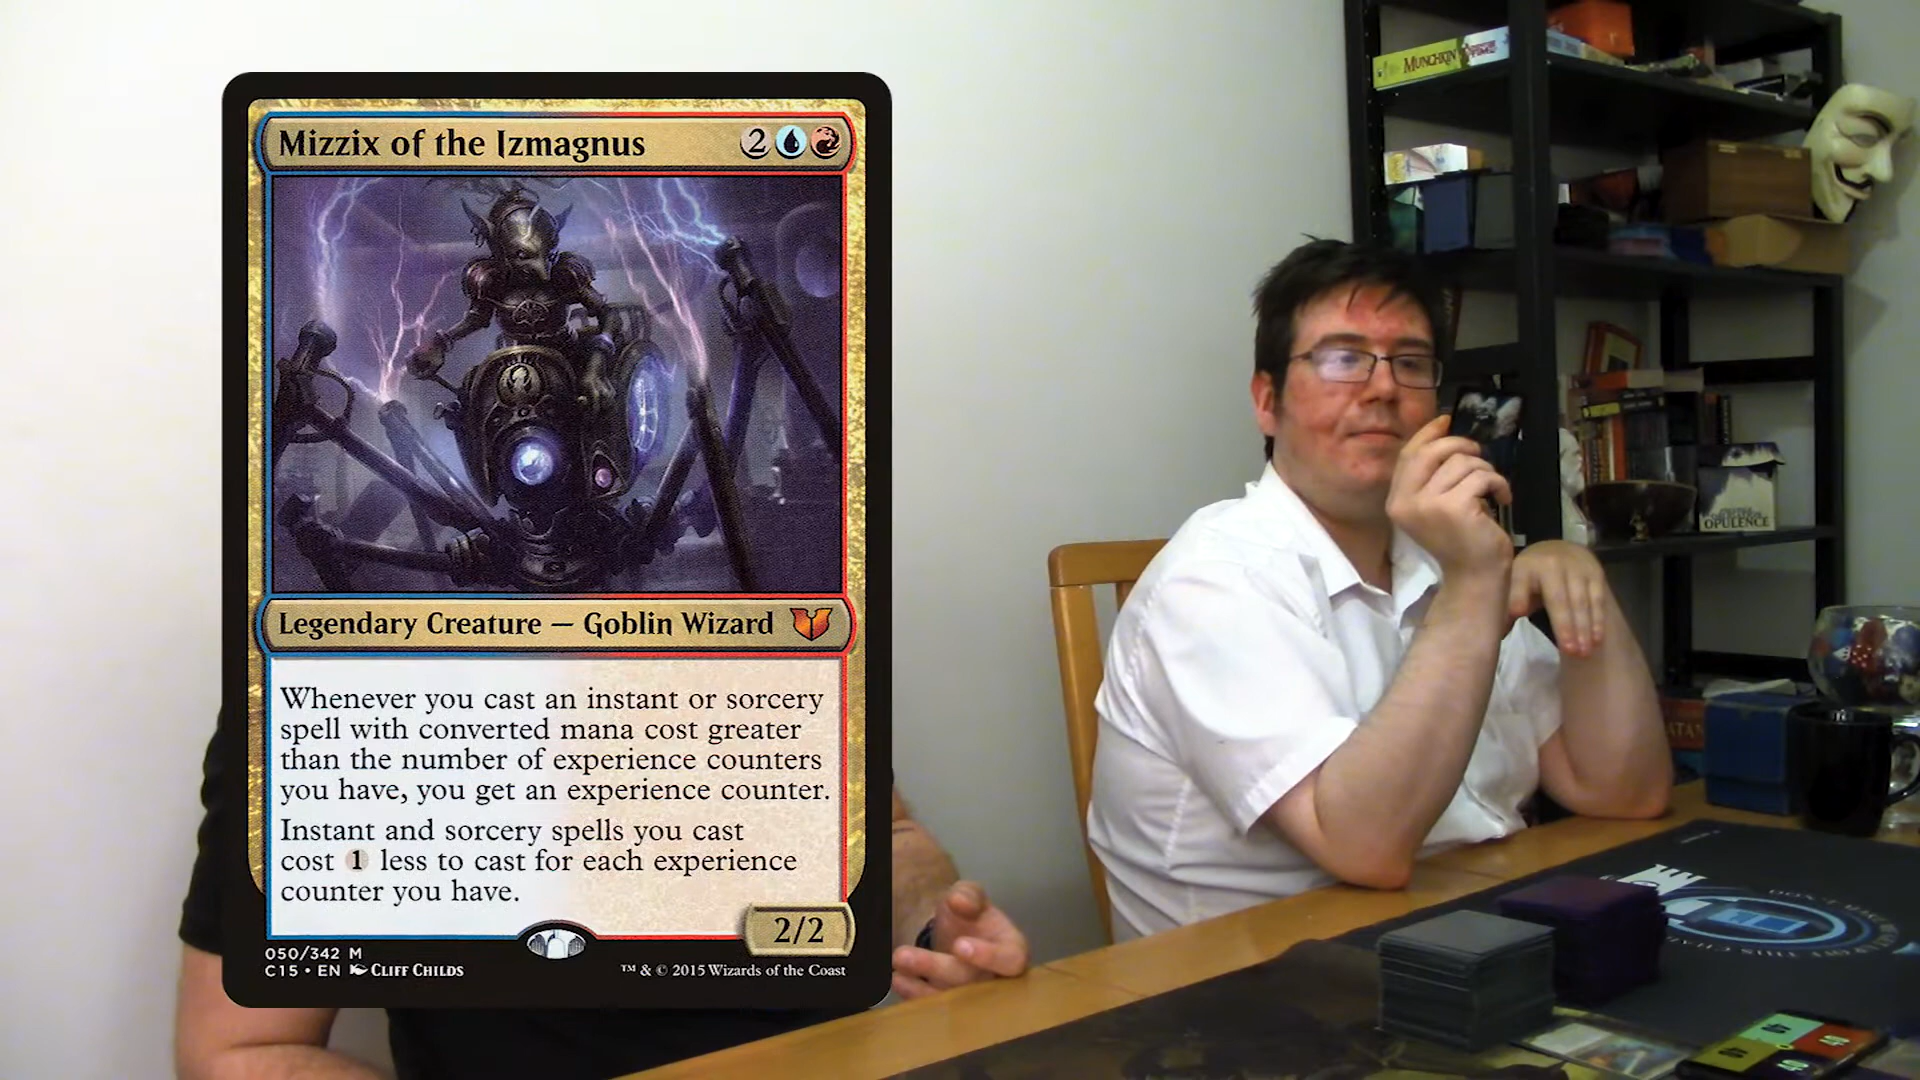 Mizzix of the Izmagnus
2
Legendary Creature — Goblin Wizard
Whenever you cast an instant or sorcery
spell with converted mana cost greater
than the number of experience counters
you have, you get an experience counter.
Instant and sorcery spells you cast
cost 1 less to cast for each experience
counter you have.
2/2
050/342 M
C15 • EN Cliff Childs
™ & © 2015 Wizards of the Coast
MUNCHKIN
OPULENCE